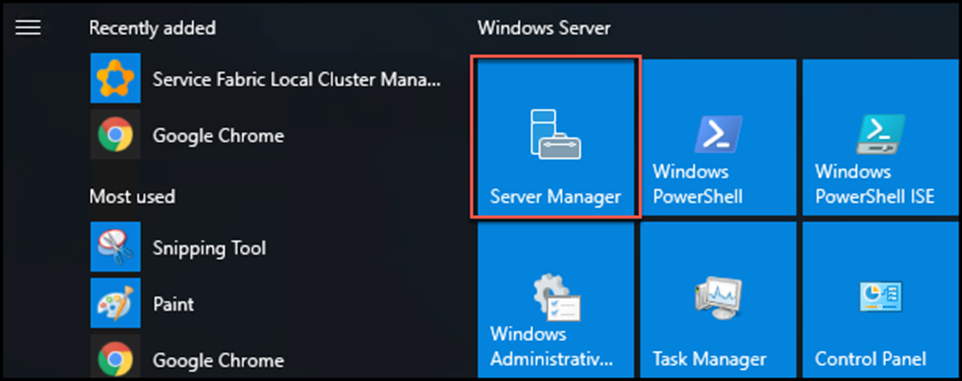 Recently added
Service Fabric Local Cluster Mana...
Google Chrome
Most used
Snipping Tool
Paint
Google Chrome
Windows Server
Server Manager
Windows
PowerShell
Windows
PowerShell ISE
Windows
Administrativ...
Task Manager
Control Panel